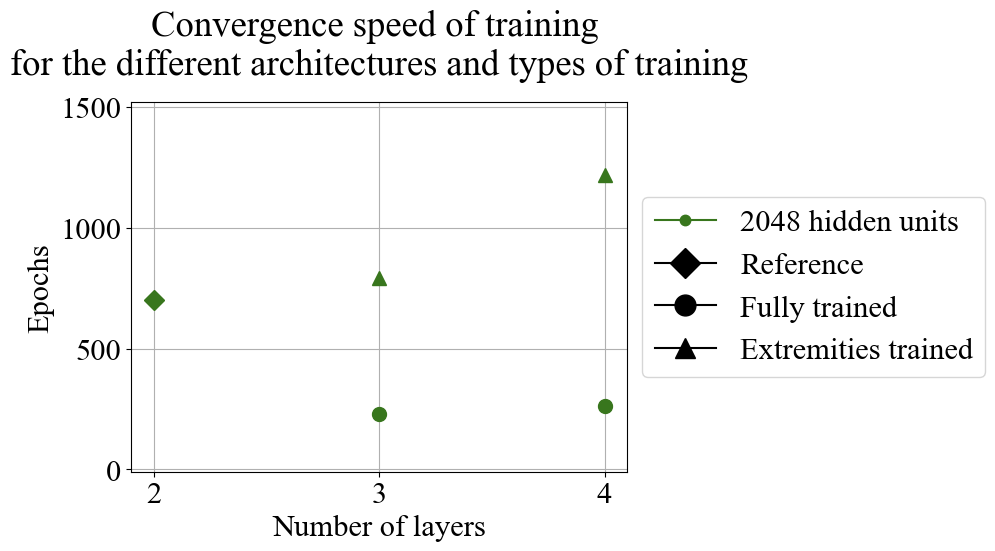 Convergence speed of training
for the different architectures and types of training
1500
1000
500
0
Epochs
2
3
4
Number of layers
2048 hidden units
Reference
Fully trained
Extremities trained